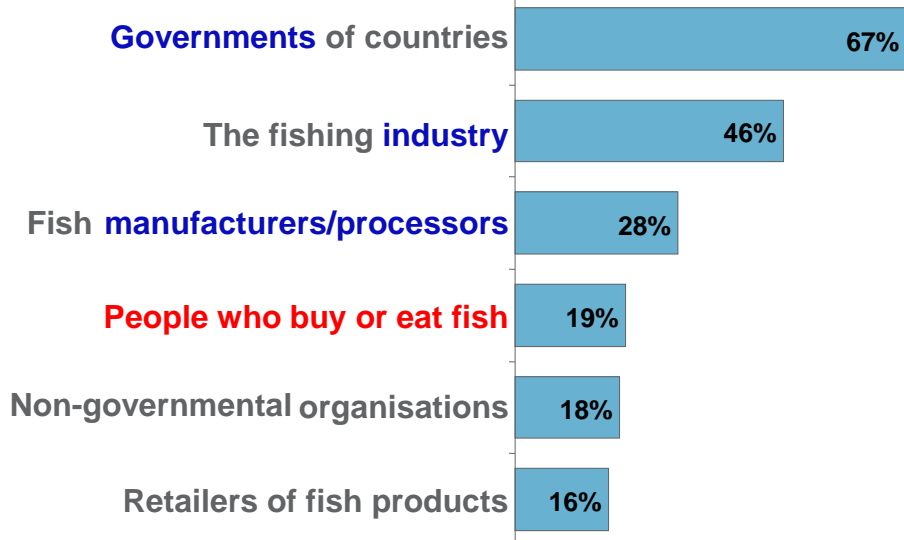 Governments of countries 67%
The fishing industry 46%
Fish manufacturers/processors 28%
People who buy or eat fish 19%
Non-governmental organisations 18%
Retailers of fish products 16%